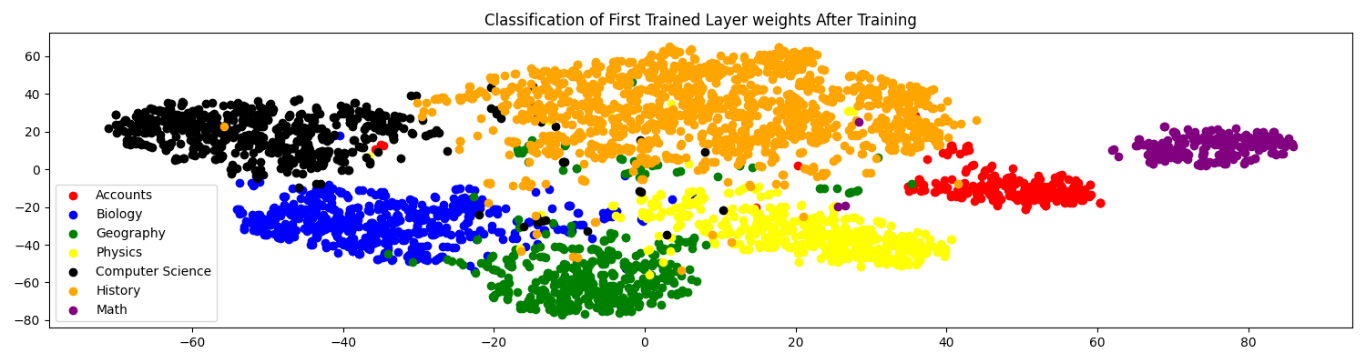 Classification of First Trained Layer weights After Training
60
40
20
0
−20
−40
−60
−80
Accounts
Biology
Geography
Physics
Computer Science
History
Math
−60 −40 −20 0 20 40 60 80